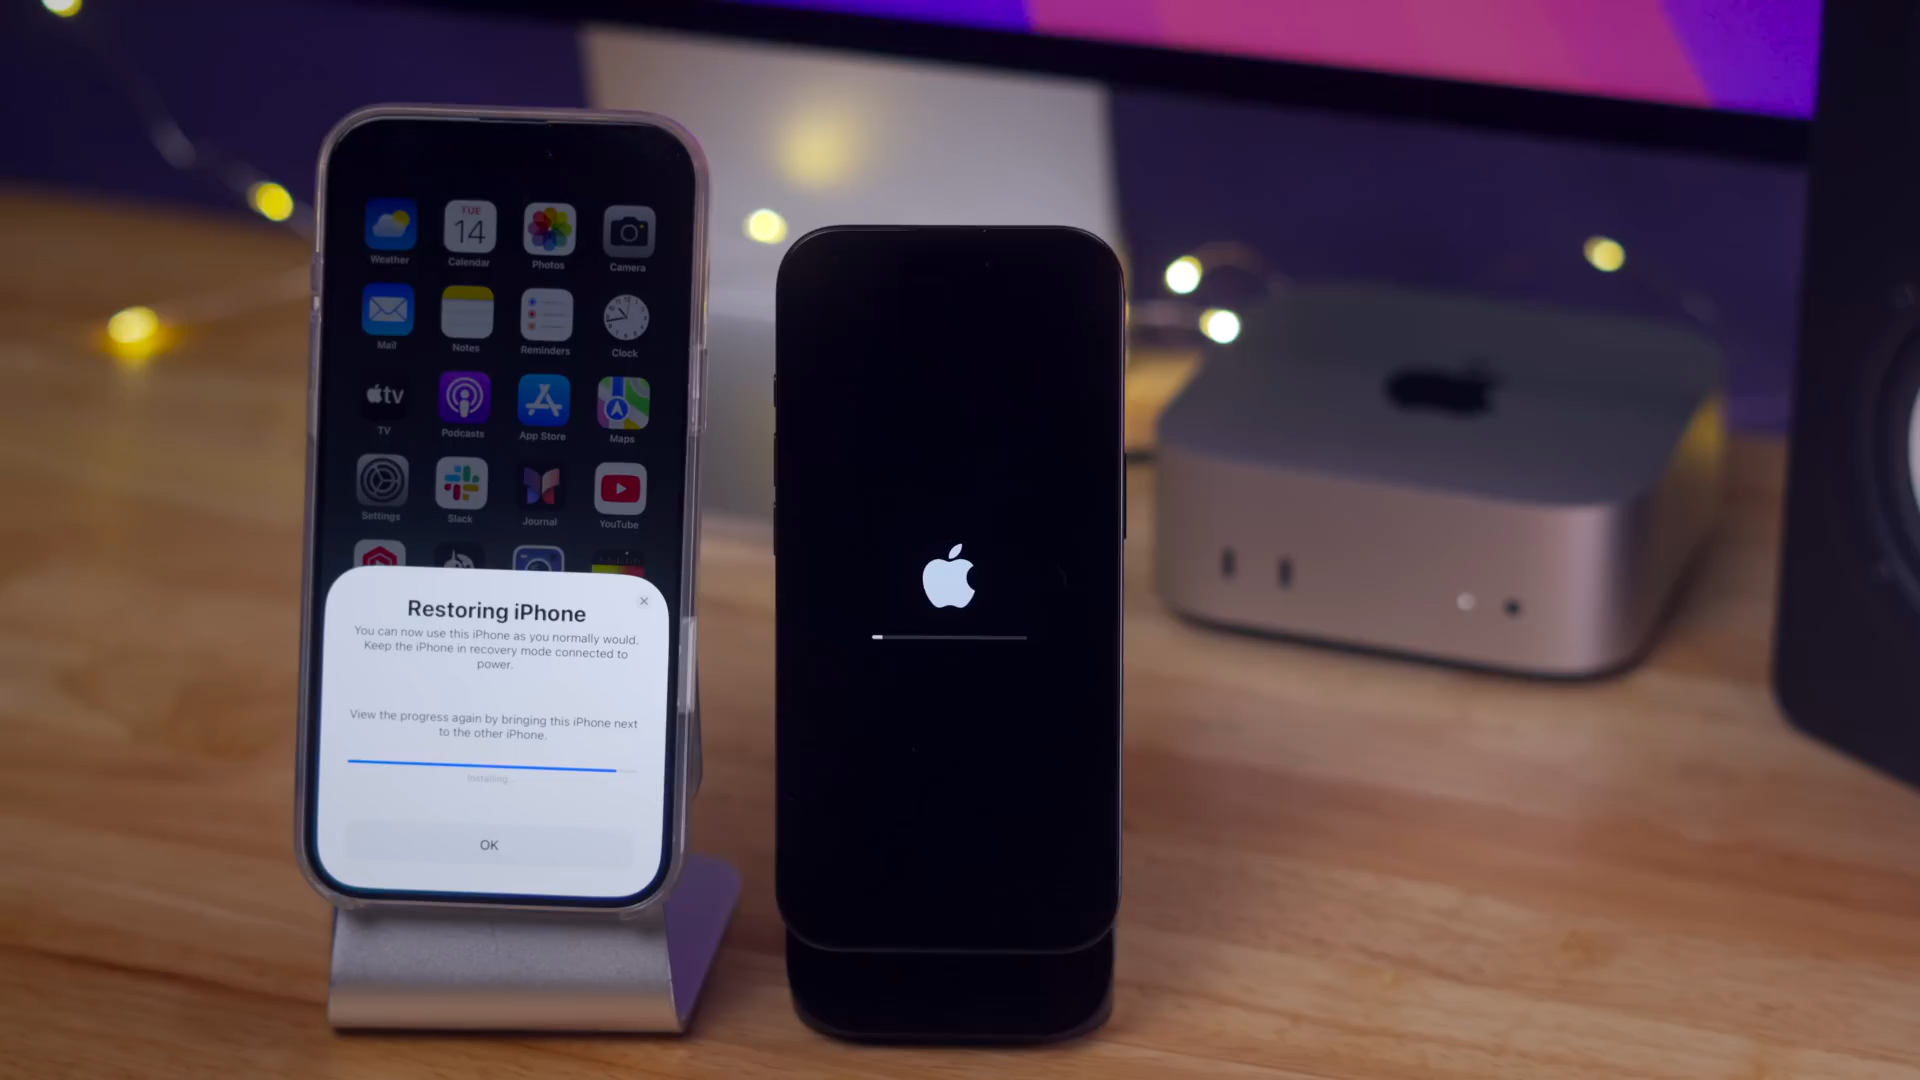 TUE
14
Weather
Calendar
Photos
Camera
Mail
Notes
Reminders
Clock
tv
TV
Podcasts
App Store
Maps
Settings
Slack
Journal
YouTube
Restoring iPhone
You can now use this iPhone as you normally would.
Keep the iPhone in recovery mode connected to
power.
View the progress again by bringing this iPhone next
to the other iPhone.
Installing...
OK